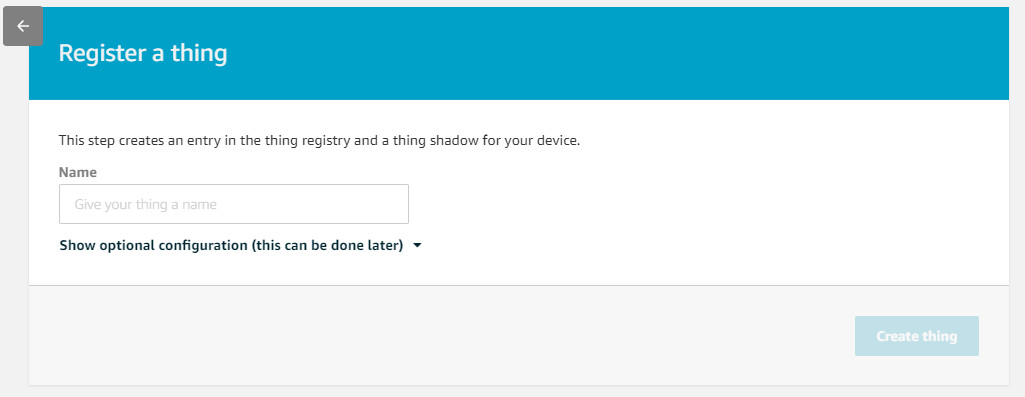 Register a thing
This step creates an entry in the thing registry and a thing shadow for your device.
Name
Give your thing a name
Show optional configuration (this can be done later)
Create thing